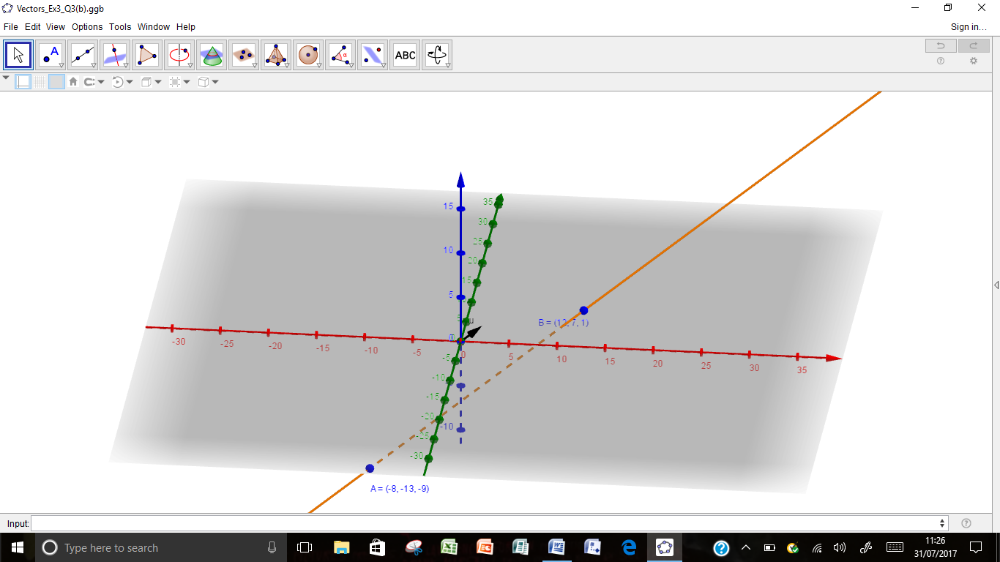 Vectors_Ex3_Q3(b).ggb
File Edit View Options Tools Window Help Sign in...
A α ABC
15
10
5
0
-10
35
30
25
20
15
5
u
-5
-10
-15
-20
-25
-30
-30 -25 -20 -15 -10 -5 0 5 10 15 20 25 30 35
B = (12, 7, 1)
A = (-8, -13, -9)
Input:
Type here to search
11:26
31/07/2017